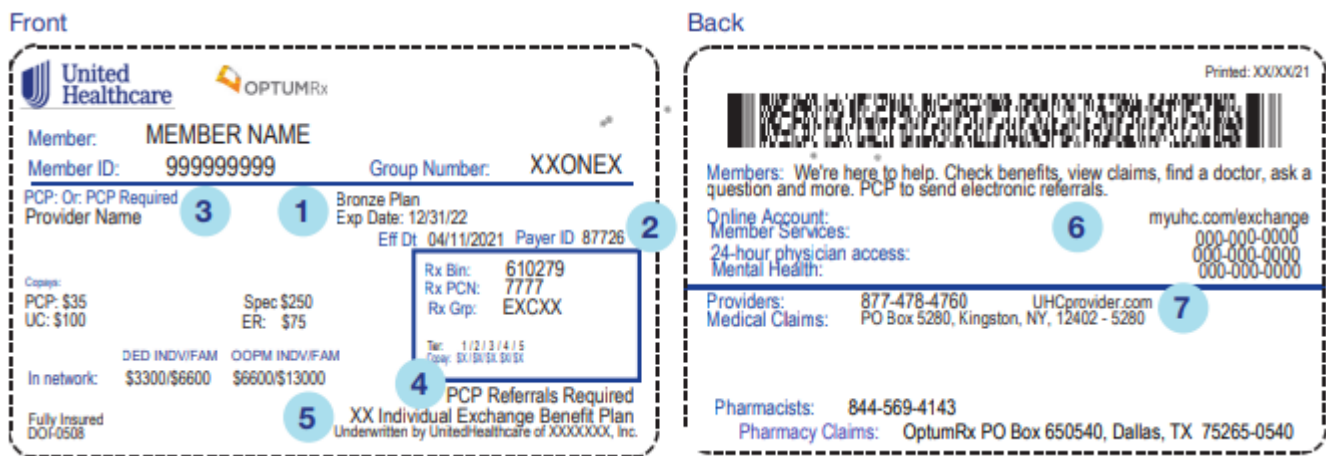 Front
United
Healthcare
OPTUMRx
Member: MEMBER NAME
Member ID: 999999999 Group Number: XXONEX
PCP: Or: PCP Required
Provider Name
3
1
Bronze Plan
Exp Date: 12/31/22
Eff Dt 04/11/2021 Payer ID 87726
2
Copays:
PCP: $35 Spec $250
UC: $100 ER: $75
Rx Bin: 610279
Rx PCN: 7777
Rx Grp: EXCXX
Tier: 1 / 2 / 3 / 4 / 5
Copay: $X / $X/ $X $X/ $X
DED INDV/FAM OOPM INDV/FAM
In network: $3300/$6600 $6600/$13000
4
PCP Referrals Required
5
XX Individual Exchange Benefit Plan
Underwritten by UnitedHealthcare of XXXXXXX, Inc.
Fully Insured
DOI-0508
Back
Printed: XX/XX/21
Members: We're here to help. Check benefits, view claims, find a doctor, ask a
question and more. PCP to send electronic referrals.
Online Account: myuhc.com/exchange
Member Services: 000-000-0000
24-hour physician access: 000-000-0000
Mental Health: 000-000-0000
6
Providers: 877-478-4760 UHCprovider.com
7
Medical Claims: PO Box 5280, Kingston, NY, 12402 - 5280
Pharmacists: 844-569-4143
Pharmacy Claims: OptumRx PO Box 650540, Dallas, TX 75265-0540